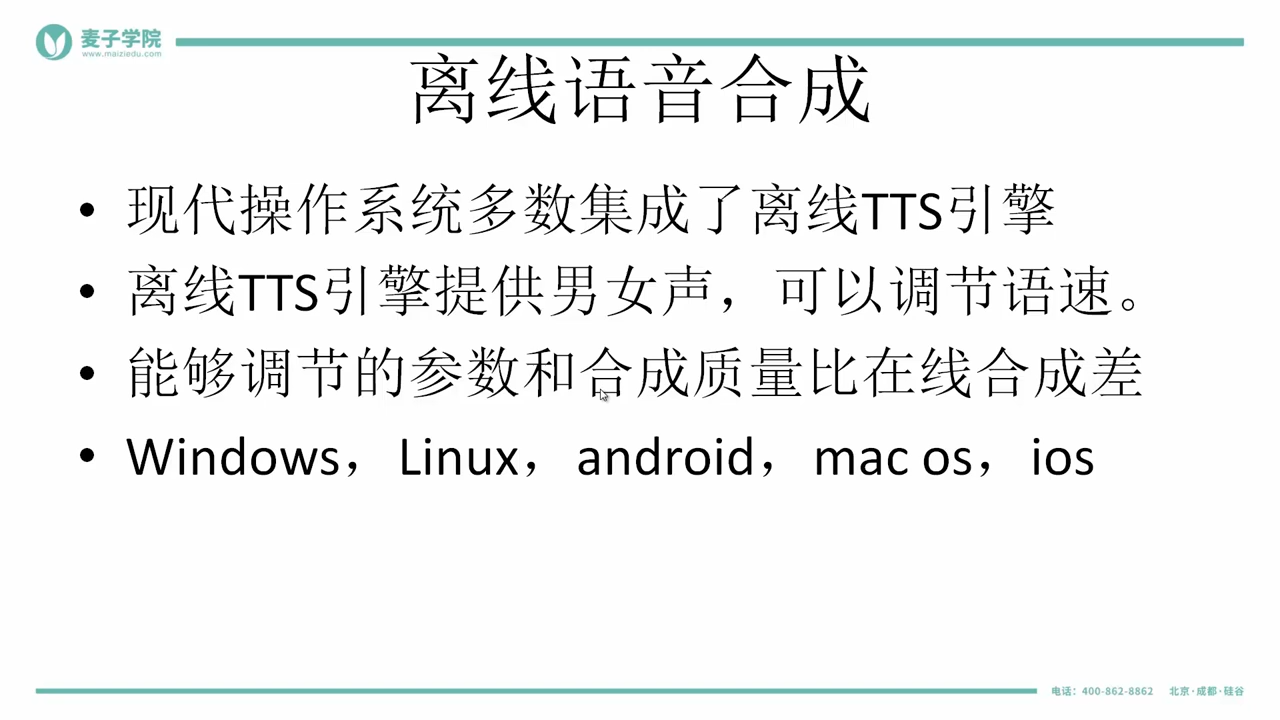 麦子学院
www.maiziedu.com
离线语音合成
• 现代操作系统多数集成了离线TTS引擎
• 离线TTS引擎提供男女声，可以调节语速。
• 能够调节的参数和合成质量比在线合成差
• Windows，Linux，android，mac os，ios
电话：400-862-8862 北京·成都·硅谷